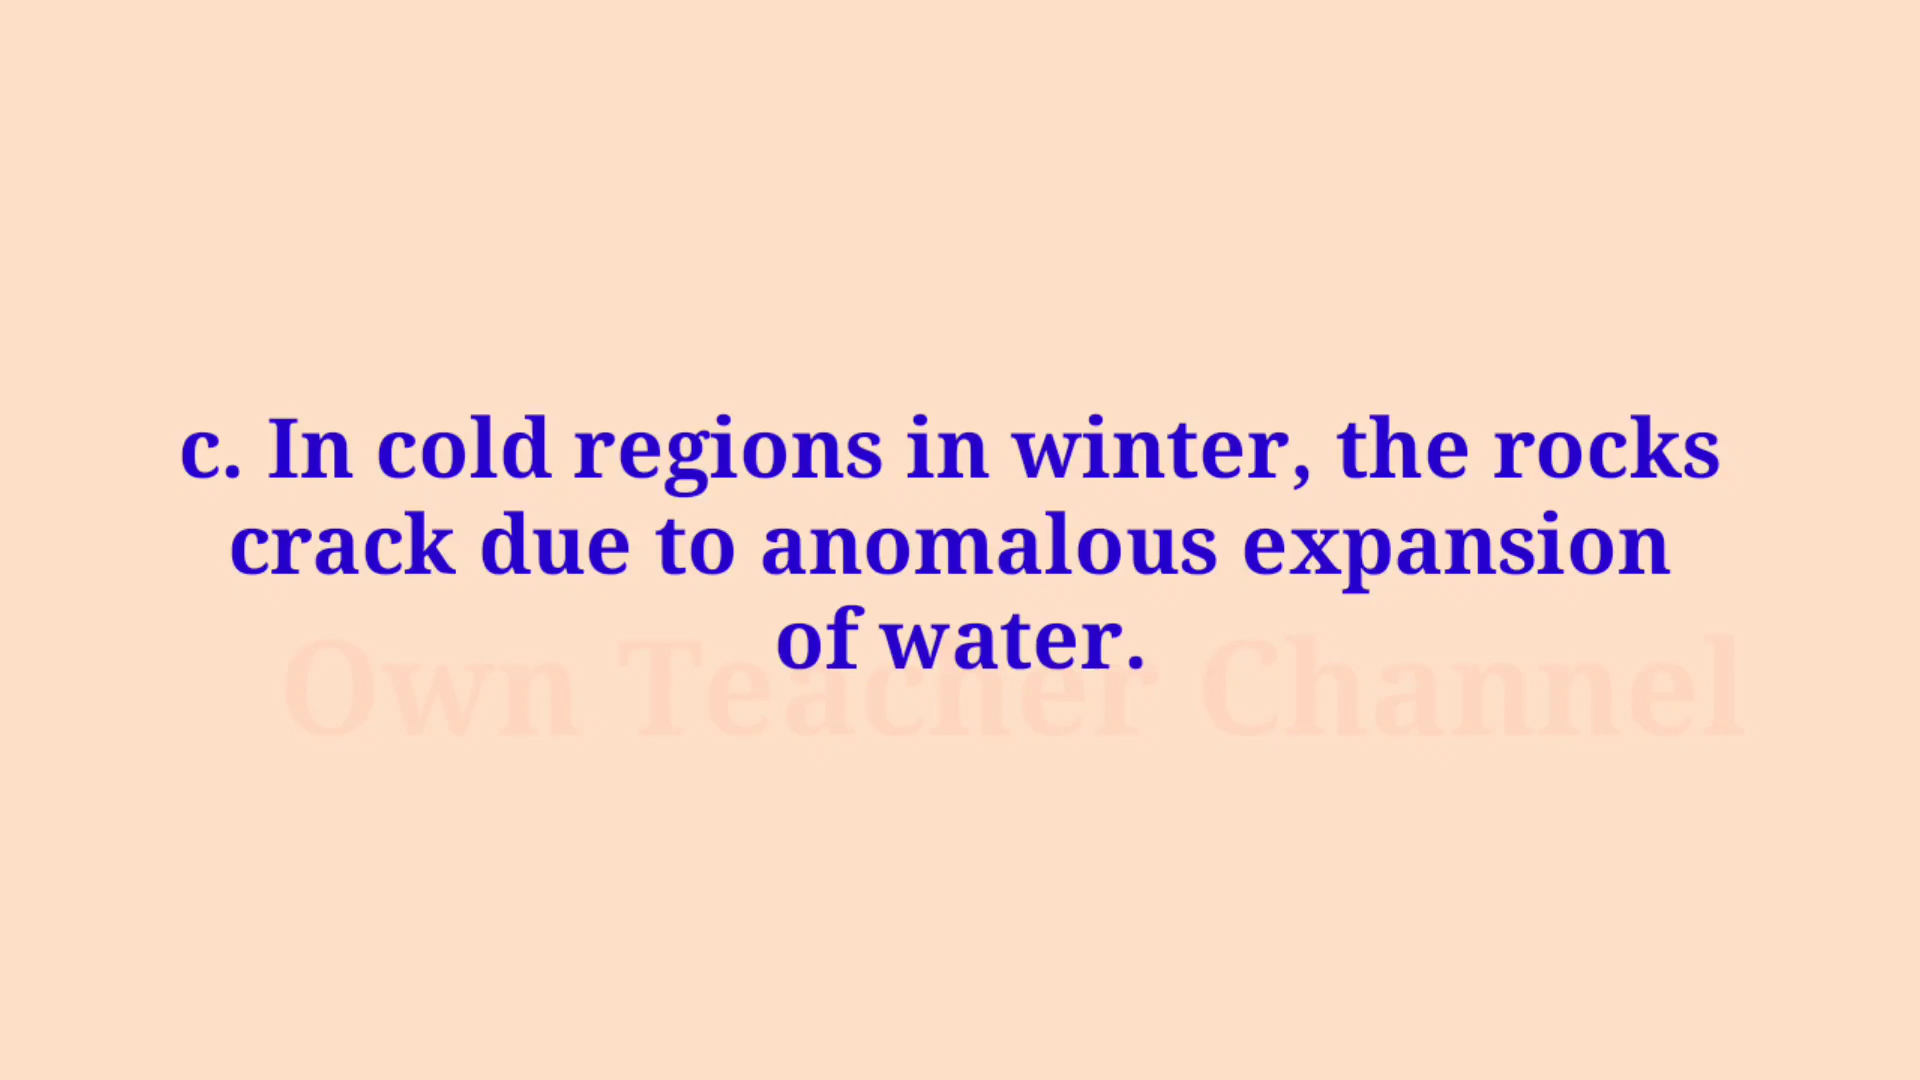 c. In cold regions in winter, the rocks
crack due to anomalous expansion
of water.
Own Teacher Channel